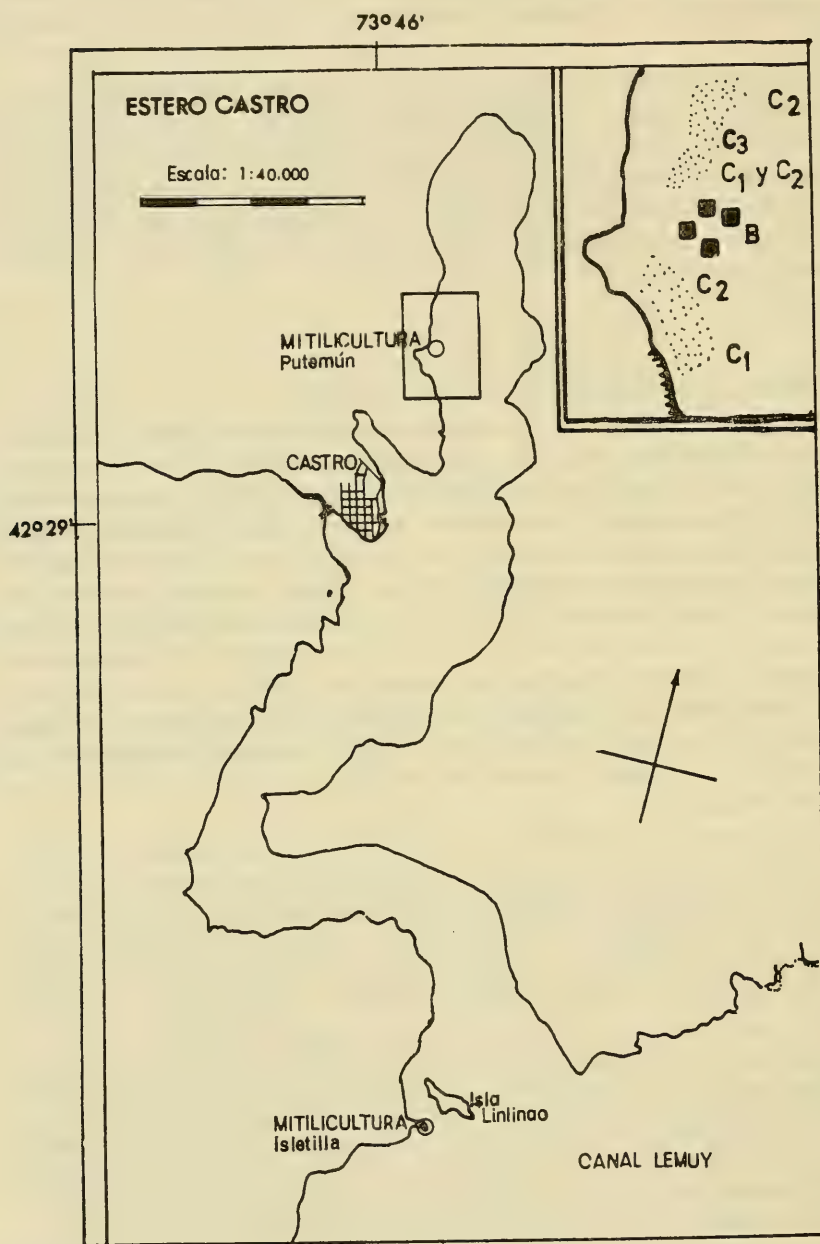 73°46'
ESTERO CASTRO
Escala: 1:40.000
C2
C3
C1 y C2
B
C2
C1
MITILICULTURA
Putemún
CASTRO
42°29'
Isla
Linlinao
MITILICULTURA
Isletilla
CANAL LEMUY